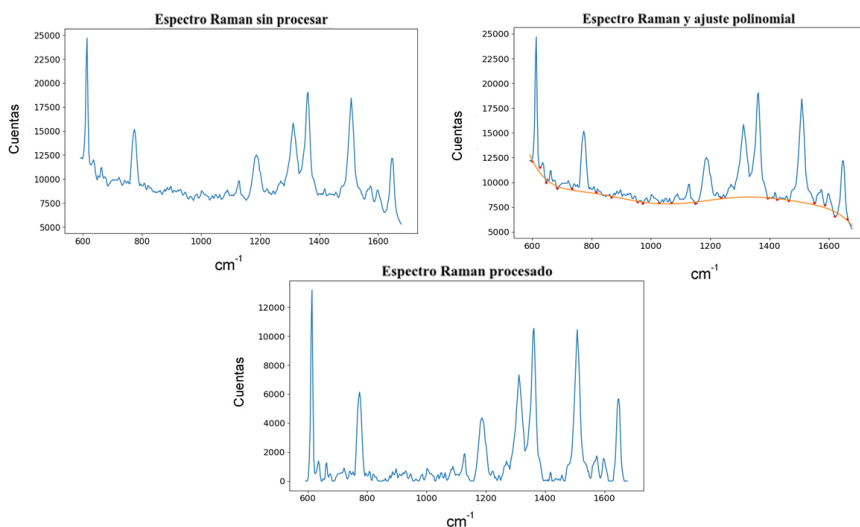 Espectro Raman sin procesar
25000
22500
20000
17500
15000
12500
10000
7500
5000
Cuentas
600 800 1000 1200 1400 1600
cm-1
Espectro Raman y ajuste polinomial
25000
22500
20000
17500
15000
12500
10000
7500
5000
Cuentas
600 800 1000 1200 1400 1600
cm-1
Espectro Raman procesado
12000
10000
8000
6000
4000
2000
0
Cuentas
600 800 1000 1200 1400 1600
cm-1